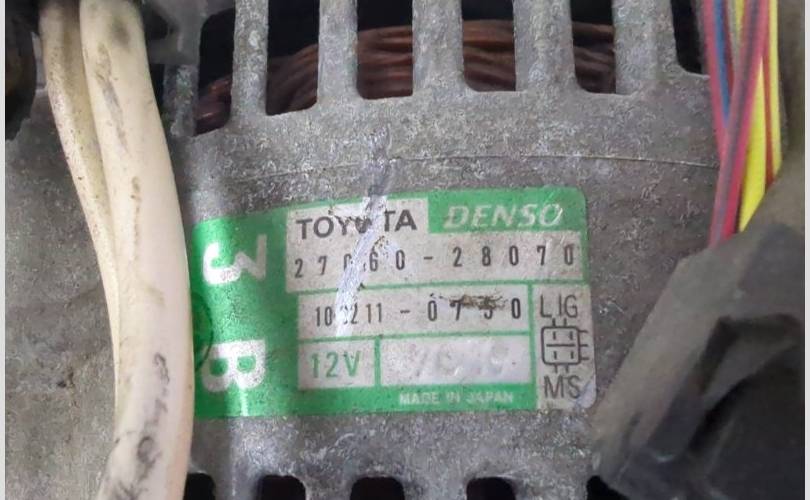 TOYOTA DENSO
27060-28070
12V
LIG
MS
MADE IN JAPAN
3
B